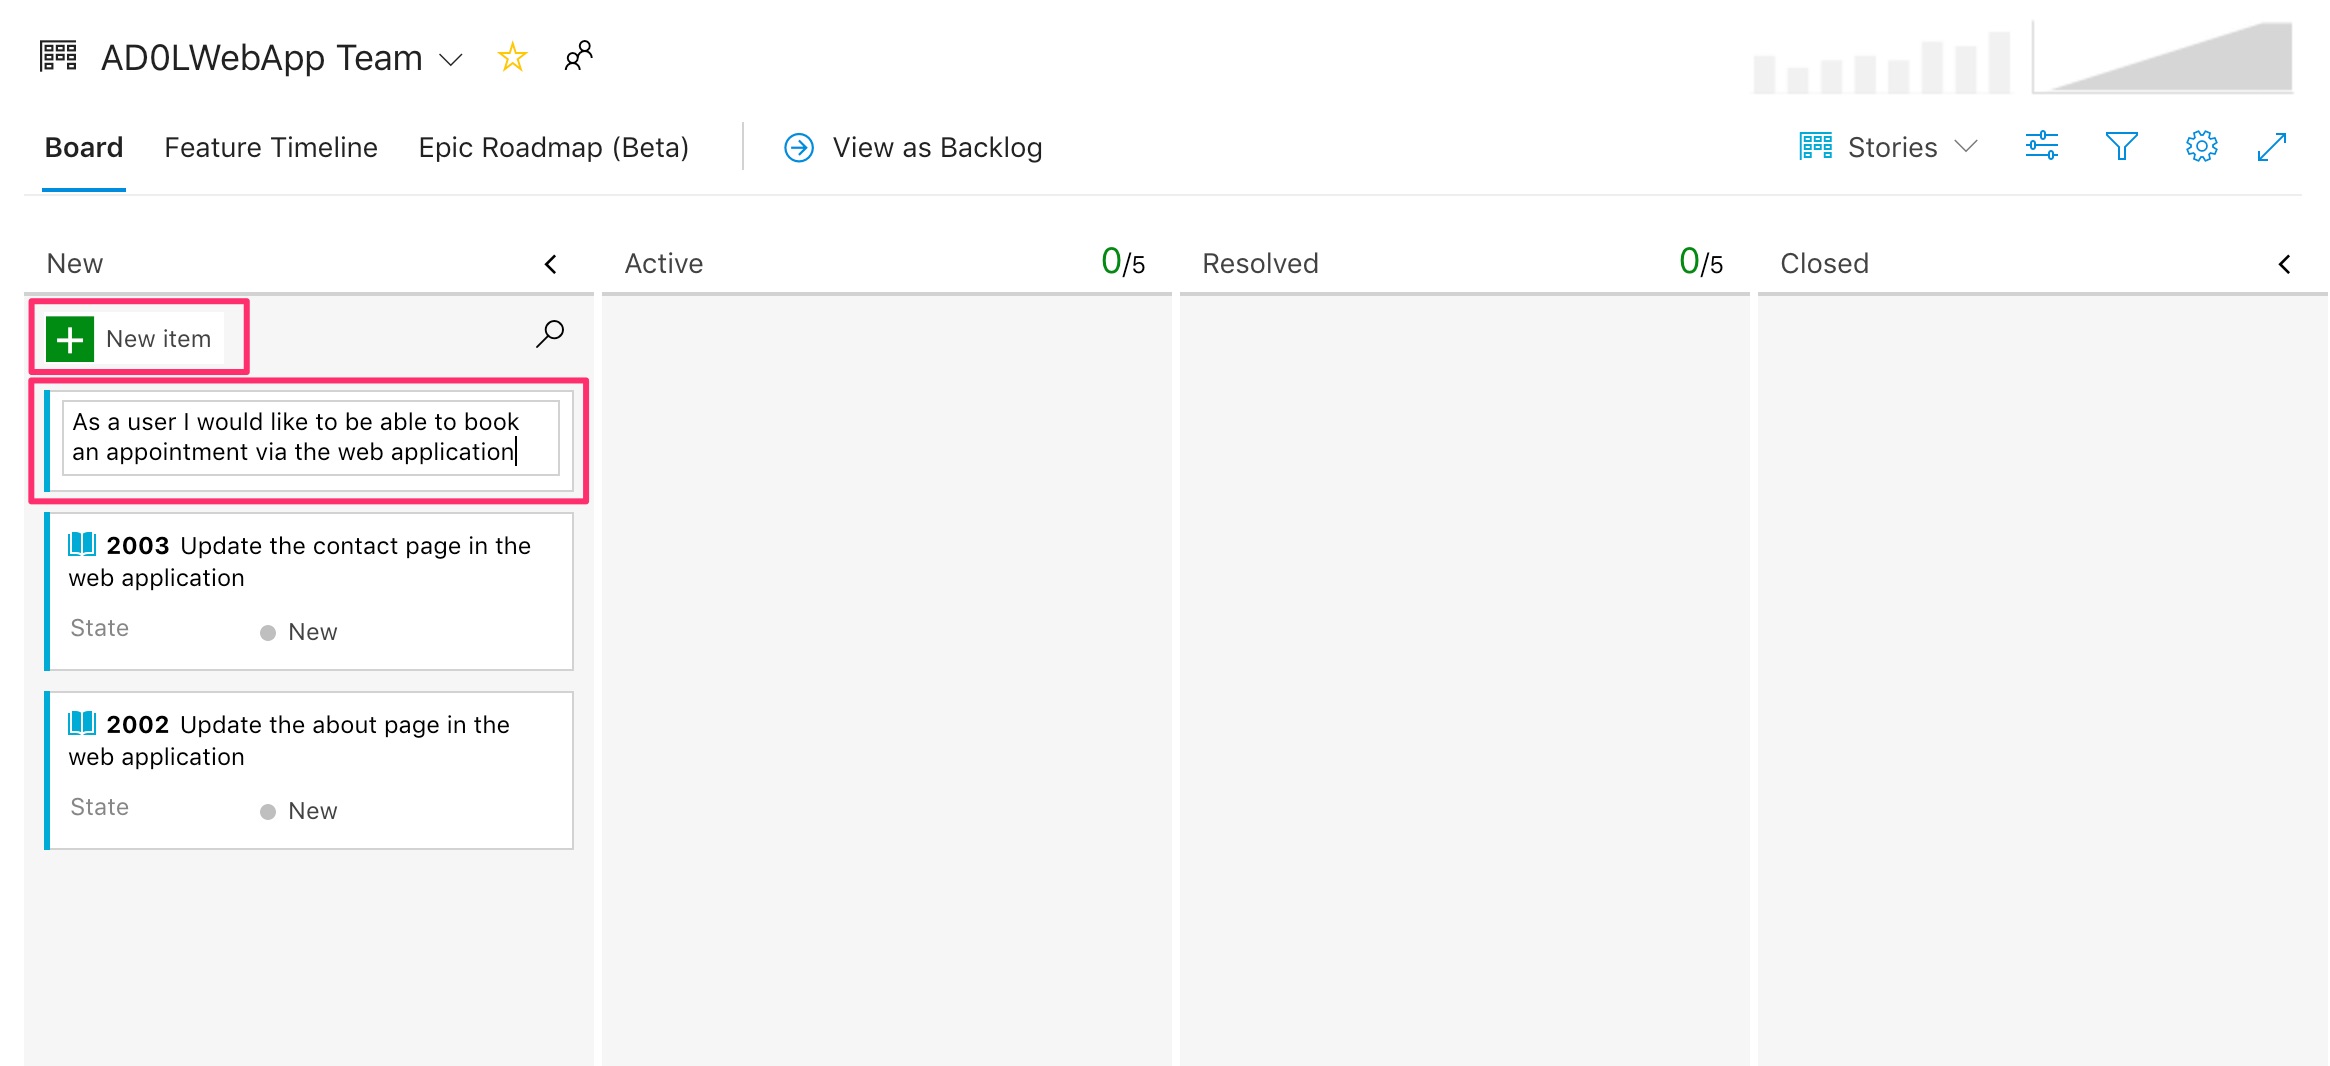 AD0LWebApp Team
Board Feature Timeline Epic Roadmap (Beta) View as Backlog Stories
New Active 0/5 Resolved 0/5 Closed
New item
As a user I would like to be able to book
an appointment via the web application
2003 Update the contact page in the
web application
State New
2002 Update the about page in the
web application
State New